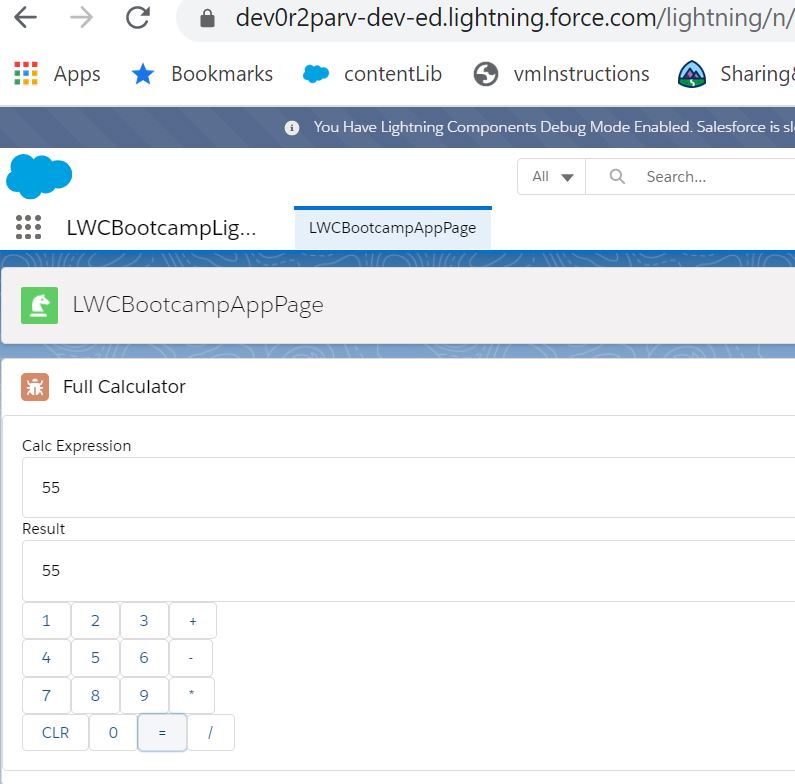 dev0r2parv-dev-ed.lightning.force.com/lightning/n/
Apps Bookmarks contentLib vmInstructions Sharing&
You Have Lightning Components Debug Mode Enabled. Salesforce is sl
All Search...
LWCBootcampLig... LWCBootcampAppPage
LWCBootcampAppPage
Full Calculator
Calc Expression
55
Result
55
1 2 3 +
4 5 6 -
7 8 9 *
CLR 0 = /